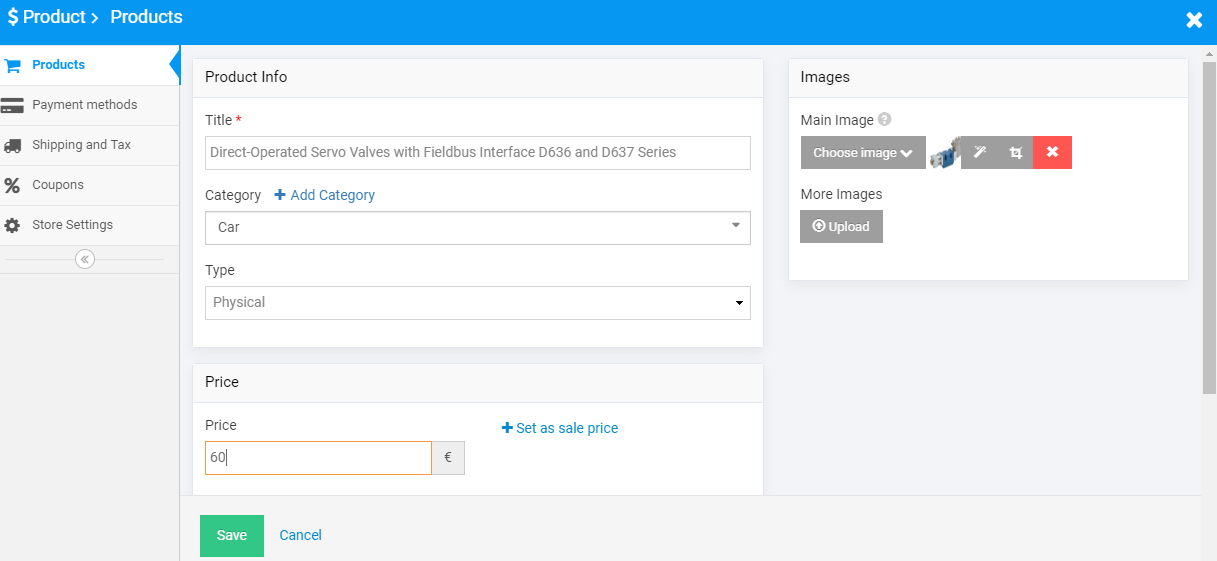 $ Product > Products
Products
Payment methods
Shipping and Tax
Coupons
Store Settings
Product Info
Title *
Direct-Operated Servo Valves with Fieldbus Interface D636 and D637 Series
Category + Add Category
Car
Type
Physical
Price
Price
+ Set as sale price
60
€
Save
Cancel
Images
Main Image ?
Choose image
More Images
Upload